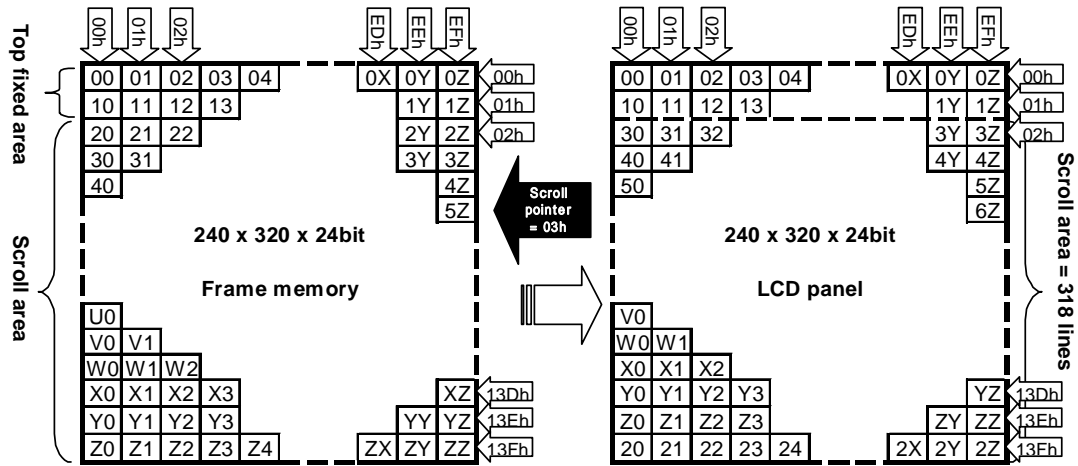 00h 01h 02h EDh EEh EFh 00h 01h 02h EDh EEh EFh
Top fixed area
00 01 02 03 04 0X 0Y 0Z 00h 00 01 02 03 04 0X 0Y 0Z 00h
10 11 12 13 1Y 1Z 01h 10 11 12 13 1Y 1Z 01h
20 21 22 2Y 2Z 02h 30 31 32 3Y 3Z 02h
30 31 3Y 3Z 40 41 4Y 4Z
40 4Z 50 5Z
5Z 6Z
Scroll
pointer
= 03h
Scroll area
240 x 320 x 24bit 240 x 320 x 24bit
Frame memory LCD panel
Scroll area = 318 lines
U0 V0
V0 V1 W0 W1
W0 W1 W2 X0 X1 X2
X0 X1 X2 X3 XZ 13Dh Y0 Y1 Y2 Y3 YZ 13Dh
Y0 Y1 Y2 Y3 YY YZ 13Eh Z0 Z1 Z2 Z3 ZY ZZ 13Eh
Z0 Z1 Z2 Z3 Z4 ZX ZY ZZ 13Fh 20 21 22 23 24 2X 2Y 2Z 13Fh